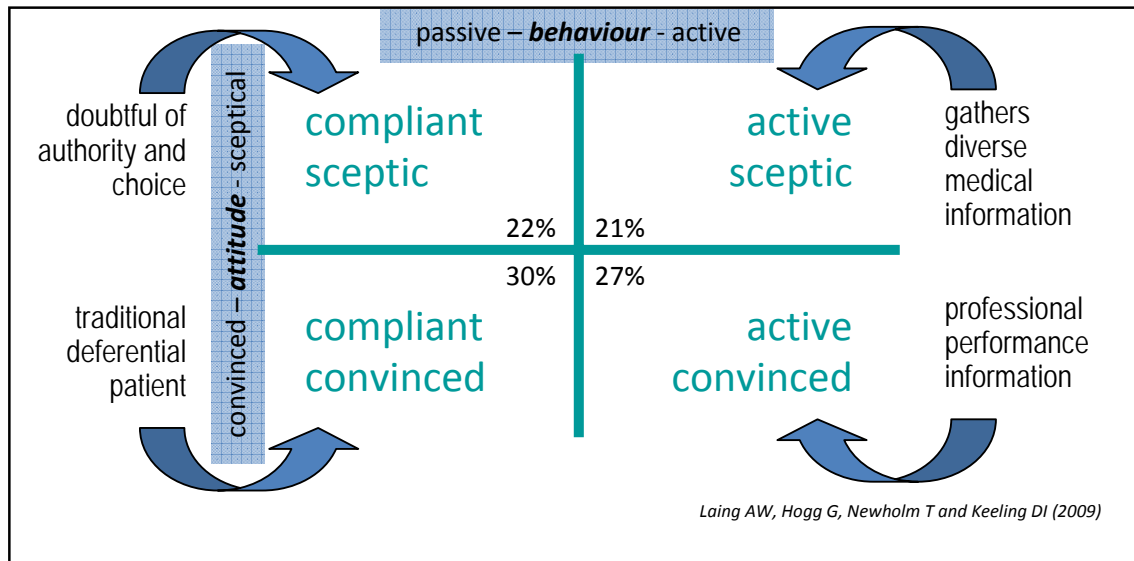 passive – behaviour - active
convinced – attitude - sceptical
doubtful of
authority and
choice
compliant
sceptic
active
sceptic
gathers
diverse
medical
information
22%
21%
30%
27%
traditional
deferential
patient
compliant
convinced
active
convinced
professional
performance
information
Laing AW, Hogg G, Newholm T and Keeling DI (2009)